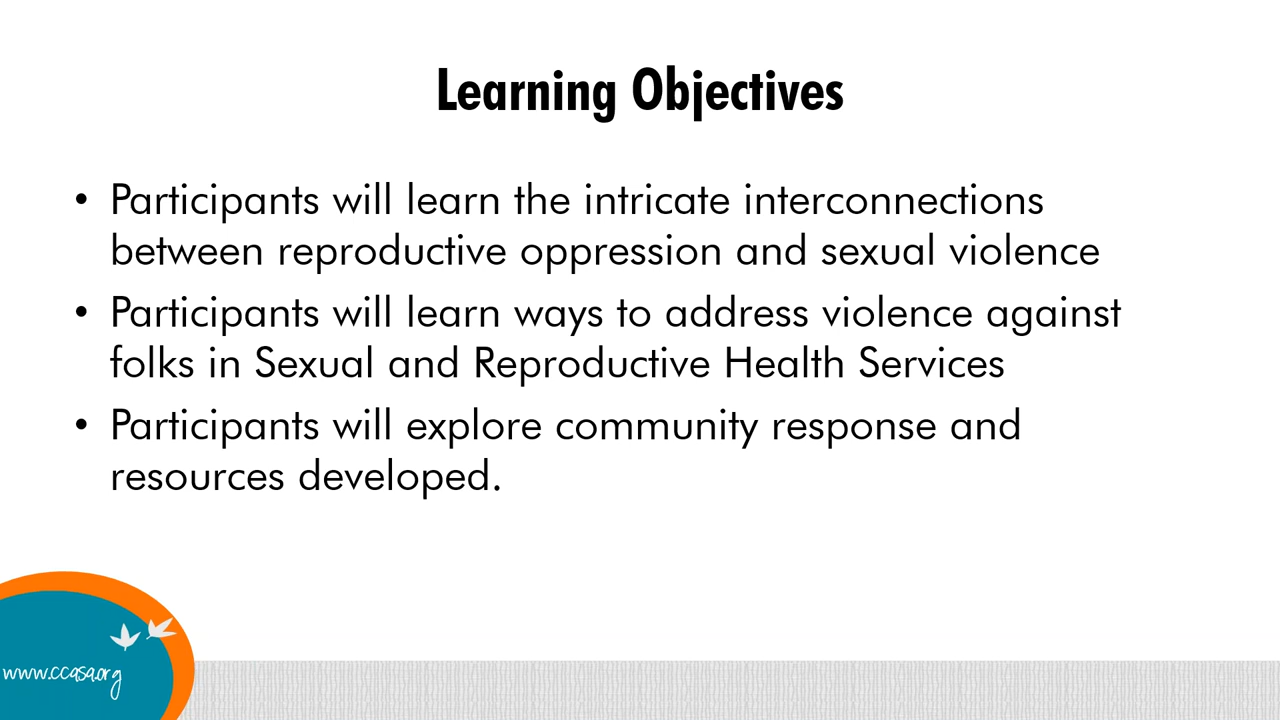 Learning Objectives
• Participants will learn the intricate interconnections
between reproductive oppression and sexual violence
• Participants will learn ways to address violence against
folks in Sexual and Reproductive Health Services
• Participants will explore community response and
resources developed.
www.ccasa.org